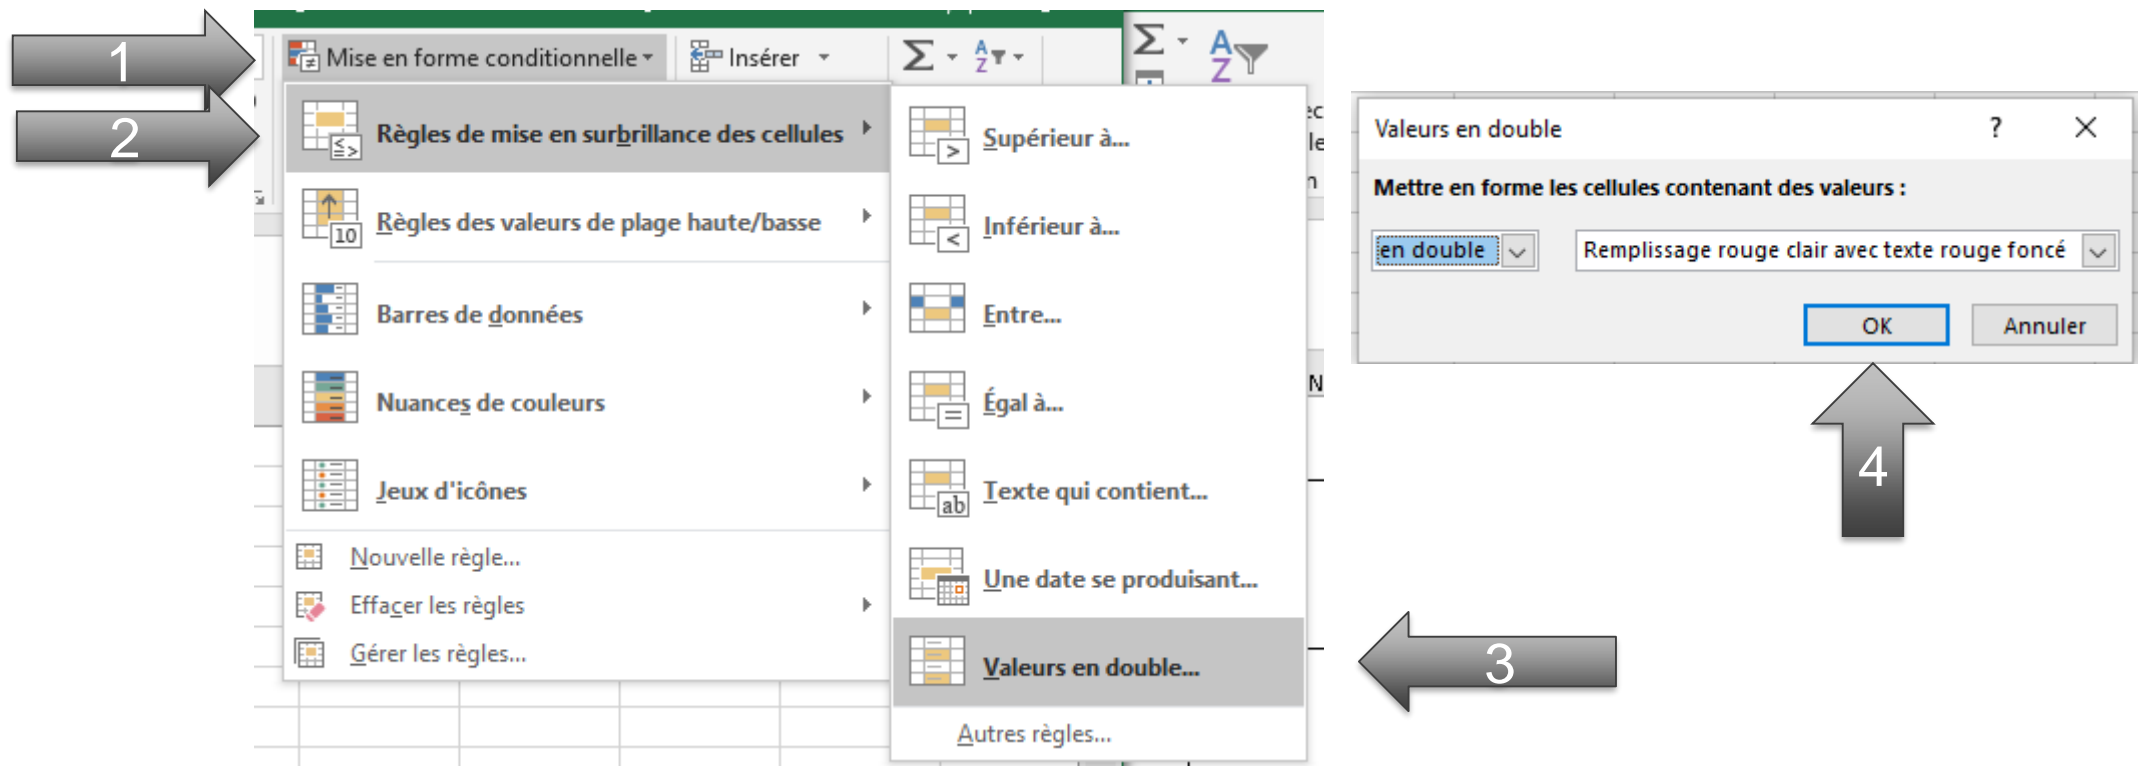 1
Mise en forme conditionnelle
Insérer
2
Règles de mise en surbrillance des cellules
Règles des valeurs de plage haute/basse
10
Barres de données
Nuances de couleurs
Jeux d'icônes
Nouvelle règle...
Effacer les règles
Gérer les règles...
Supérieur à...
Inférieur à...
Entre...
Égal à...
Texte qui contient...
ab
Une date se produisant...
Valeurs en double...
Autres règles...
3
Valeurs en double
?
Mettre en forme les cellules contenant des valeurs :
en double
Remplissage rouge clair avec texte rouge foncé
OK
Annuler
4